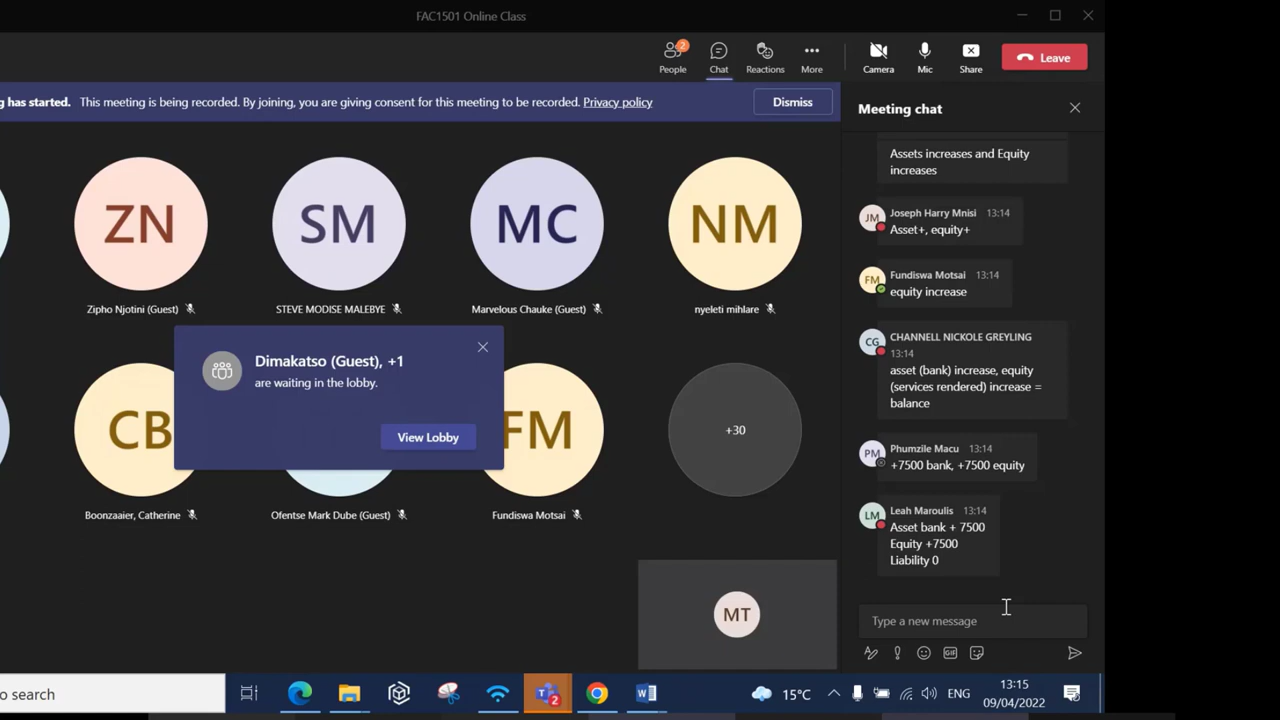 FAC1501 Online Class
2
People
Chat
Reactions
More
Camera
Mic
Share
Leave
g has started. This meeting is being recorded. By joining, you are giving consent for this meeting to be recorded. Privacy policy
Dismiss
Meeting chat
Assets increases and Equity
increases
JM
Joseph Harry Mnisi 13:14
Asset+, equity+
FM
Fundiswa Motsai 13:14
equity increase
CG
CHANNELL NICKOLE GREYLING
13:14
asset (bank) increase, equity
(services rendered) increase =
balance
PM
Phumzile Macu 13:14
+7500 bank, +7500 equity
LM
Leah Maroulis 13:14
Asset bank + 7500
Equity +7500
Liability 0
Type a new message
GIF
ZN
SM
MC
NM
Zipho Njotini (Guest)
STEVE MODISE MALEBYE
Marvelous Chauke (Guest)
nyeleti mihlare
Dimakatso (Guest), +1
are waiting in the lobby.
View Lobby
CB
FM
+30
Boonzaaier, Catherine
Ofentse Mark Dube (Guest)
Fundiswa Motsai
MT
o search
2
15°C
ENG
13:15
09/04/2022